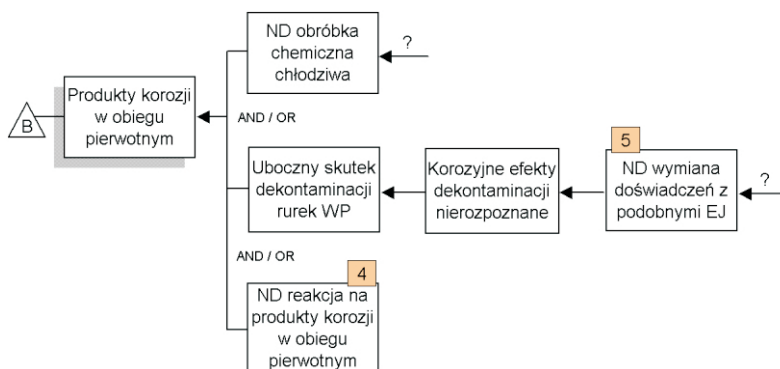 ND obróbka
chemiczna
chłodziwa
?
Produkty korozji
w obiegu
pierwotnym
B
AND / OR
5
Uboczny skutek
dekontaminacji
rurek WP
Korozyjne efekty
dekontaminacji
nierozpoznane
ND wymiana
doświadczeń z
podobnymi EJ
?
AND / OR
4
ND reakcja na
produkty korozji
w obiegu
pierwotnym